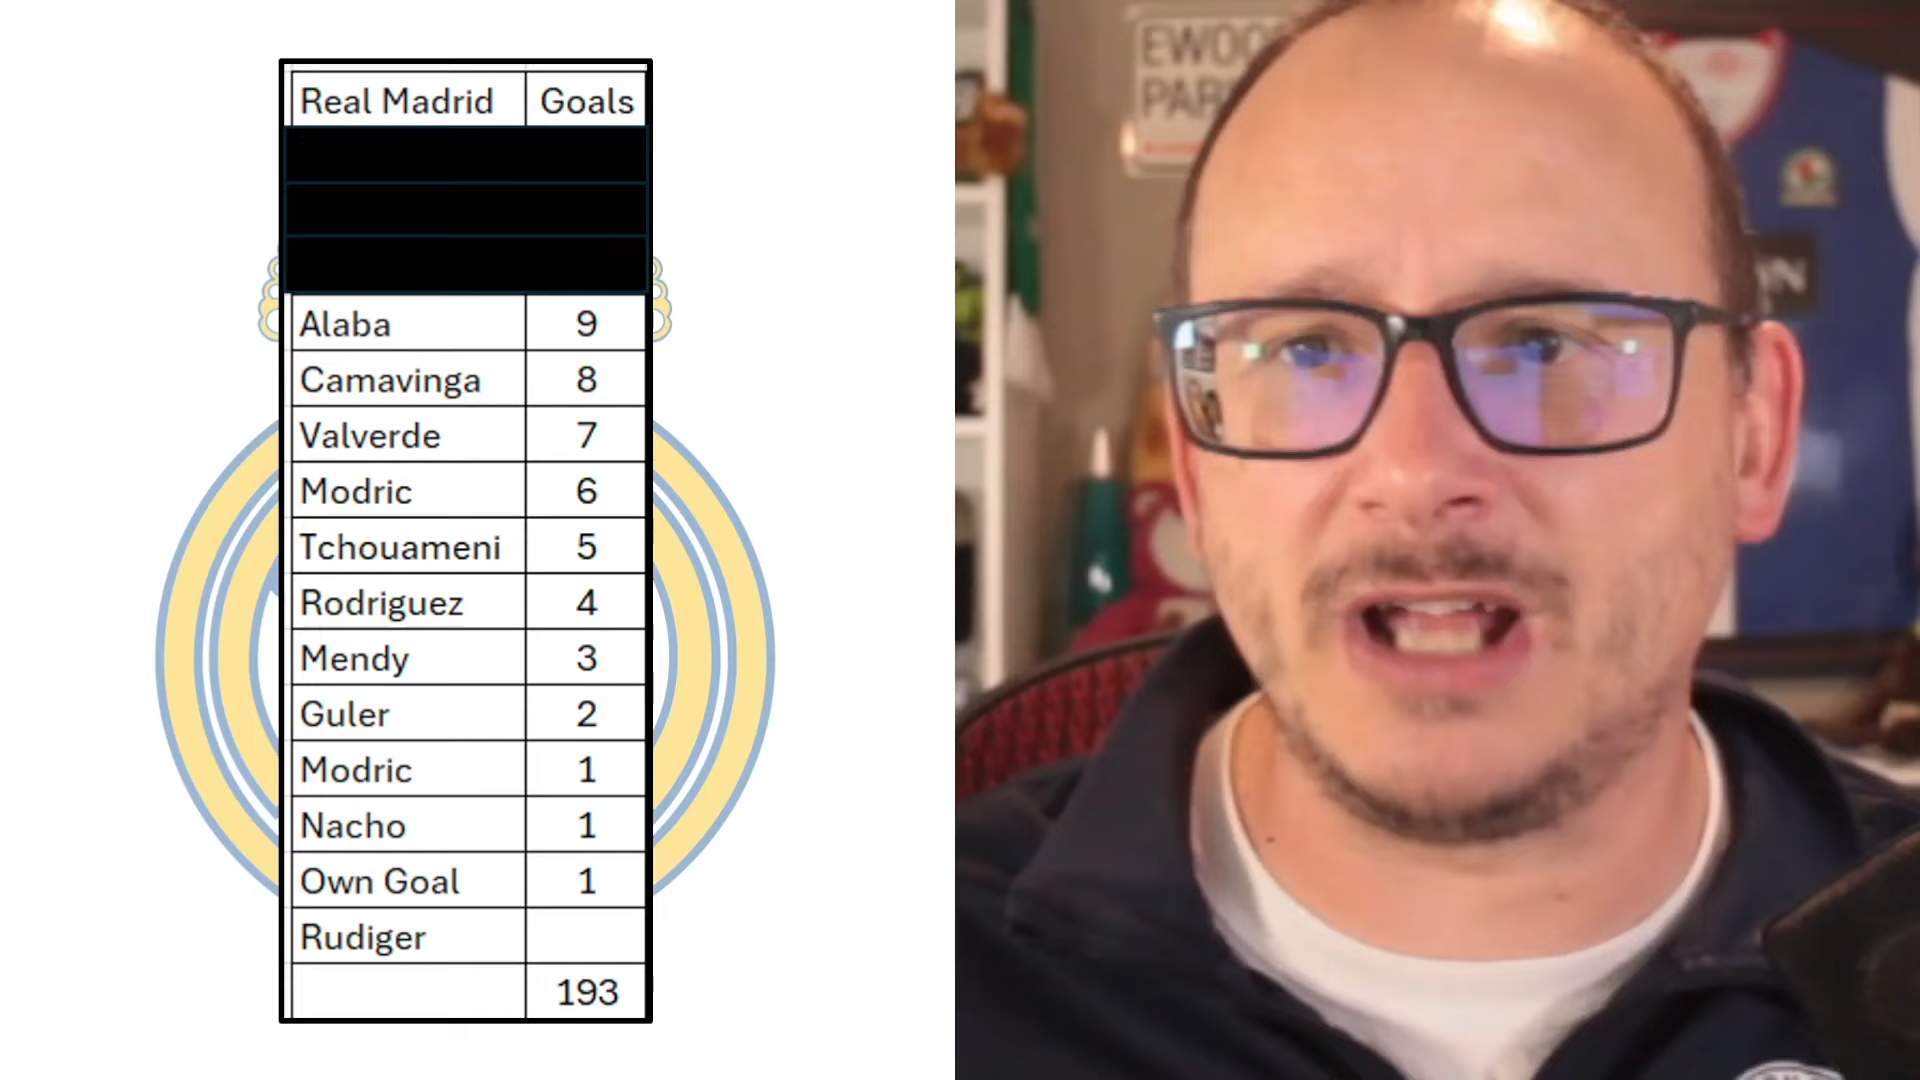 Real Madrid Goals
Alaba 9
Camavinga 8
Valverde 7
Modric 6
Tchouameni 5
Rodriguez 4
Mendy 3
Guler 2
Modric 1
Nacho 1
Own Goal 1
Rudiger
193